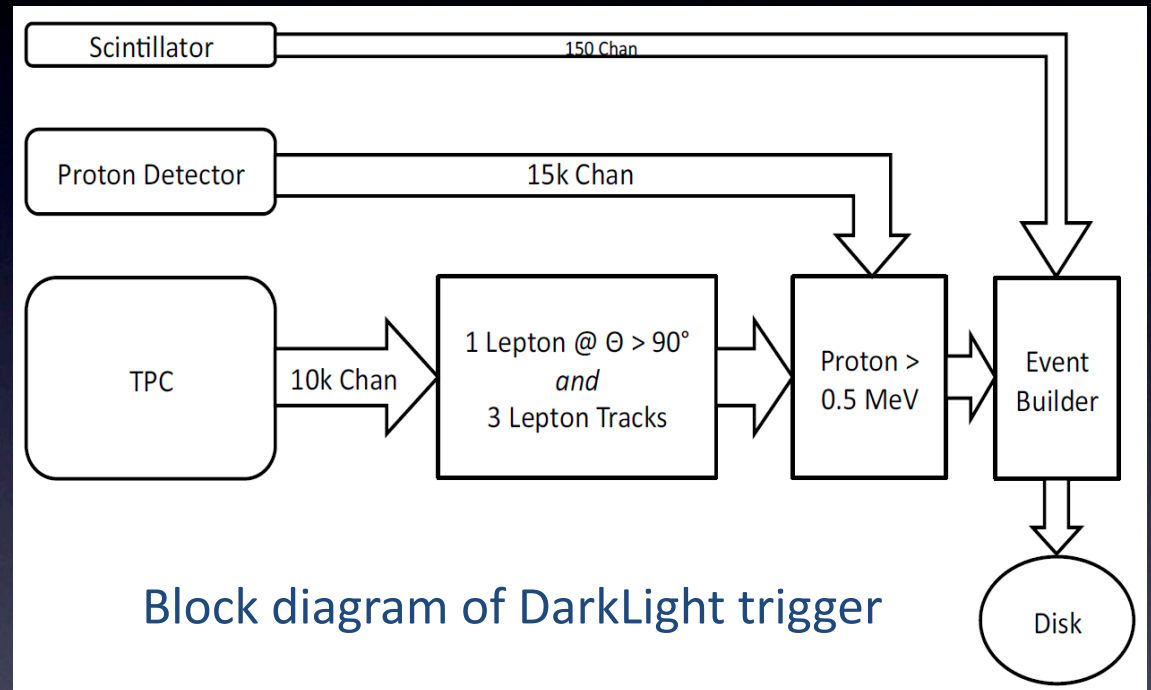 Scintillator
150 Chan
Proton Detector
15k Chan
TPC
10k Chan
1 Lepton @ Θ > 90°
and
3 Lepton Tracks
Proton >
0.5 MeV
Event
Builder
Block diagram of DarkLight trigger
Disk